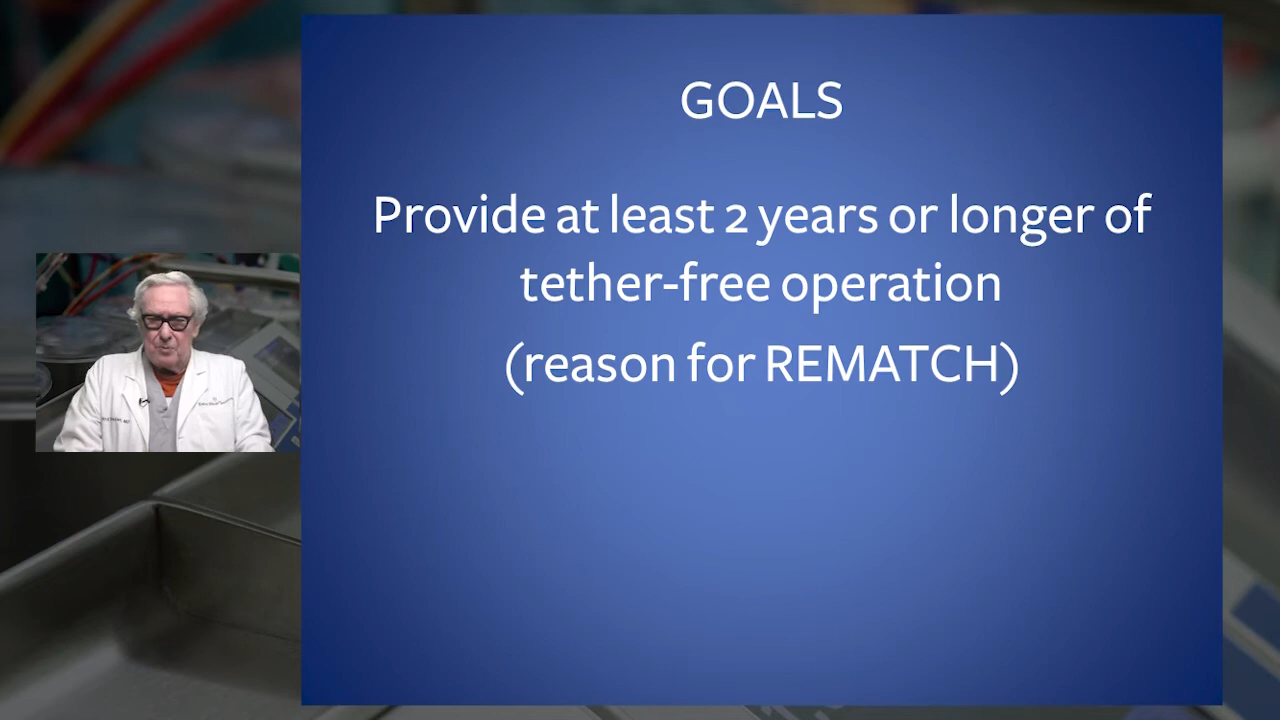 GOALS
Provide at least 2 years or longer of
tether-free operation
(reason for REMATCH)